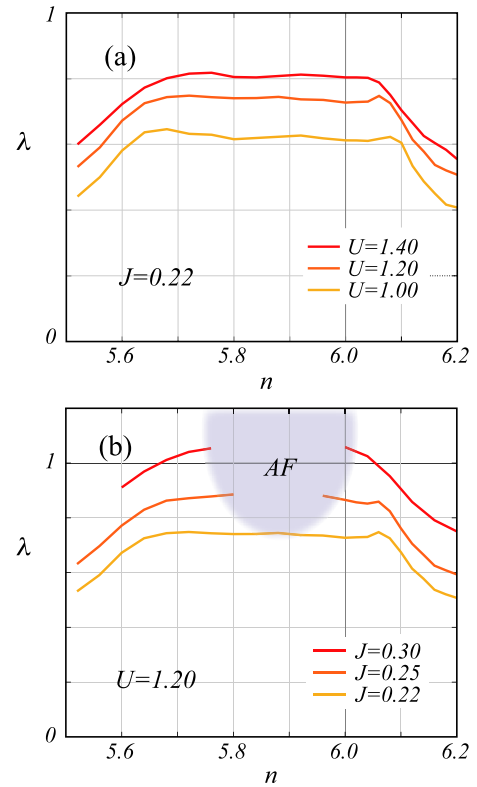 1
(a)
λ
U=1.40
U=1.20
J=0.22
U=1.00
0
5.6 5.8 6.0 6.2
n
(b)
1
AF
λ
J=0.30
J=0.25
U=1.20
J=0.22
0
5.6 5.8 6.0 6.2
n